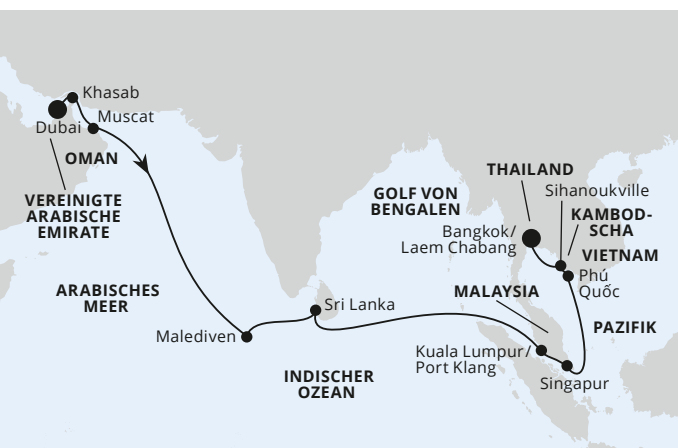 Khasab
Muscat
Dubai
OMAN
VEREINIGTE
ARABISCHE
EMIRATE
ARABISCHES
MEER
Malediven
Sri Lanka
INDISCHER
OZEAN
GOLF VON
BENGALEN
THAILAND
Sihanoukville
KAMBOD-
SCHA
Bangkok/
Laem Chabang
VIETNAM
Phú
Quốc
MALAYSIA
PAZIFIK
Kuala Lumpur/
Port Klang
Singapur